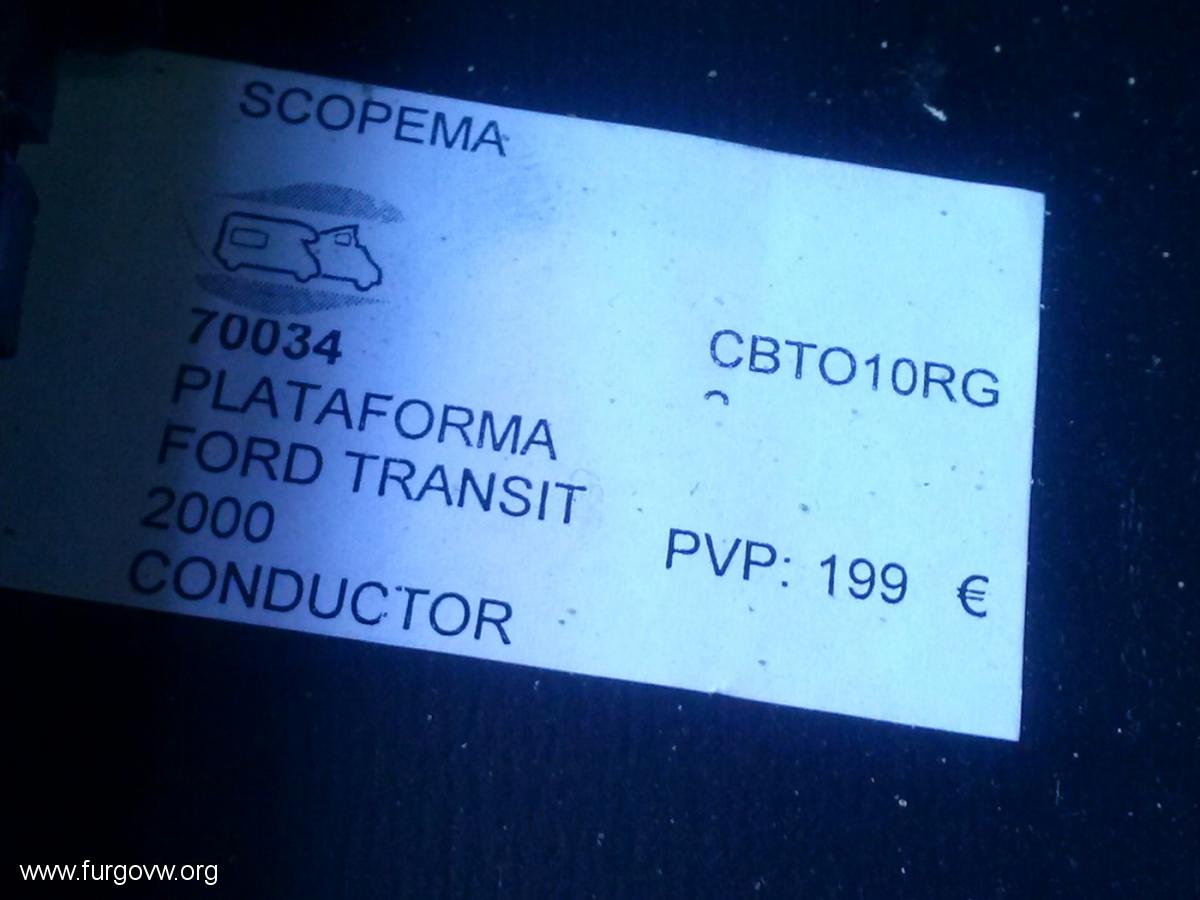 SCOPEMA
70034
PLATAFORMA
FORD TRANSIT
2000
CONDUCTOR
CBTO10RG
PVP: 199 €
www.furgovw.org